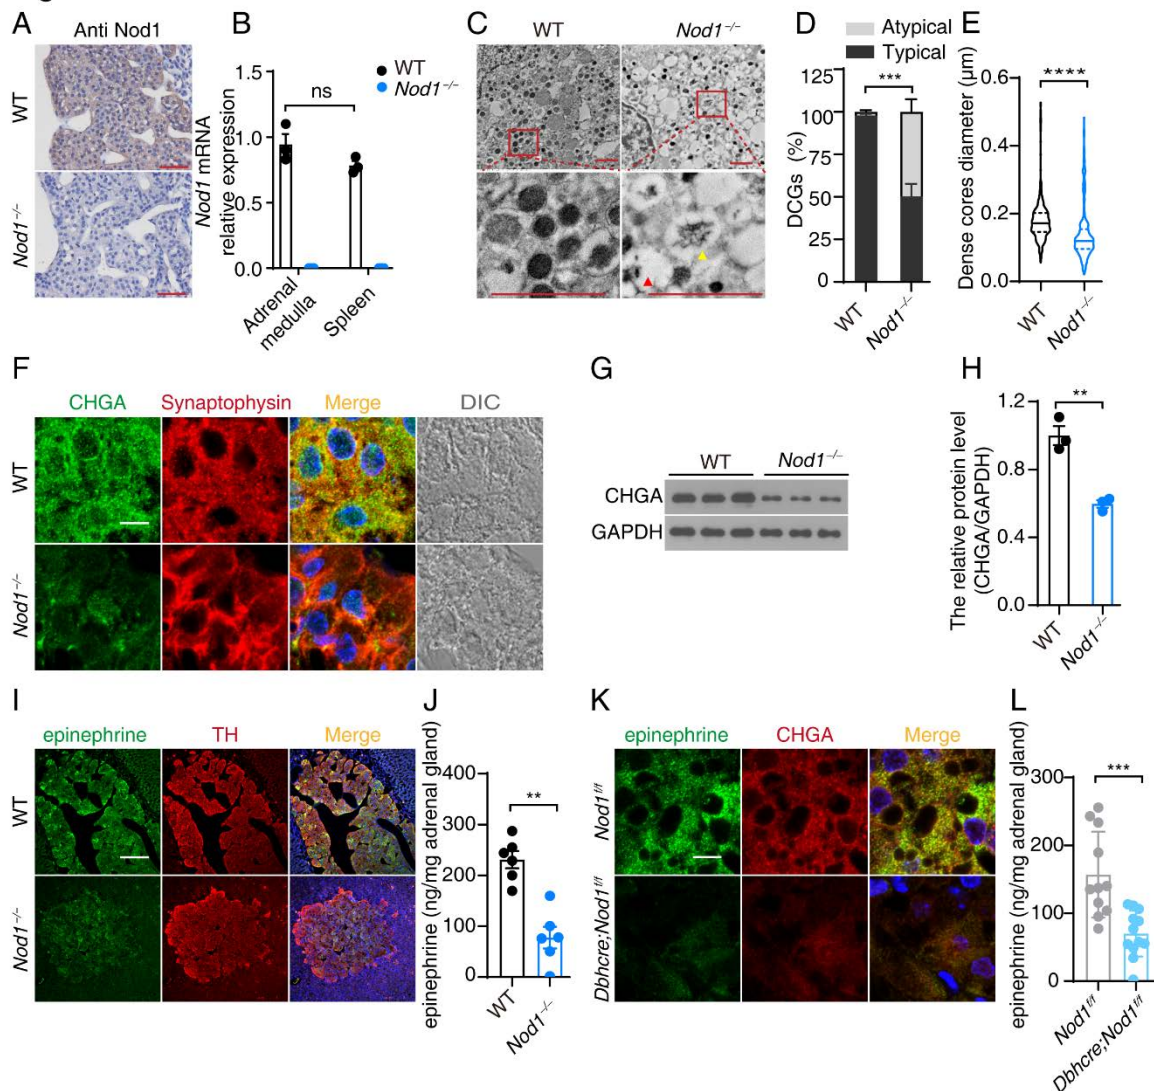 A
Anti Nod1
WT
Nod1−/−
B
Nod1 mRNA
relative expression
1.5
1.0
0.5
0.0
ns
WT
Nod1−/−
Adrenal
medulla
Spleen
C
WT
Nod1−/−
D
Atypical
Typical
DCGs (%)
125
100
75
50
25
0
***
WT
Nod1−/−
E
Dense cores diameter (μm)
0.6
0.4
0.2
0.0
****
WT
Nod1−/−
F
CHGA
Synaptophysin
Merge
DIC
WT
Nod1−/−
G
WT
Nod1−/−
CHGA
GAPDH
H
The relative protein level
(CHGA/GAPDH)
1.2
0.9
0.6
0.3
0.0
**
WT
Nod1−/−
I
epinephrine
TH
Merge
WT
Nod1−/−
J
epinephrine (ng/mg adrenal gland)
400
300
200
100
0
**
WT
Nod1−/−
K
epinephrine
CHGA
Merge
Nod1f/f
Dbhcre;Nod1f/f
L
epinephrine (ng/mg adrenal gland)
300
200
100
0
***
Nod1f/f
Dbhcre;Nod1f/f